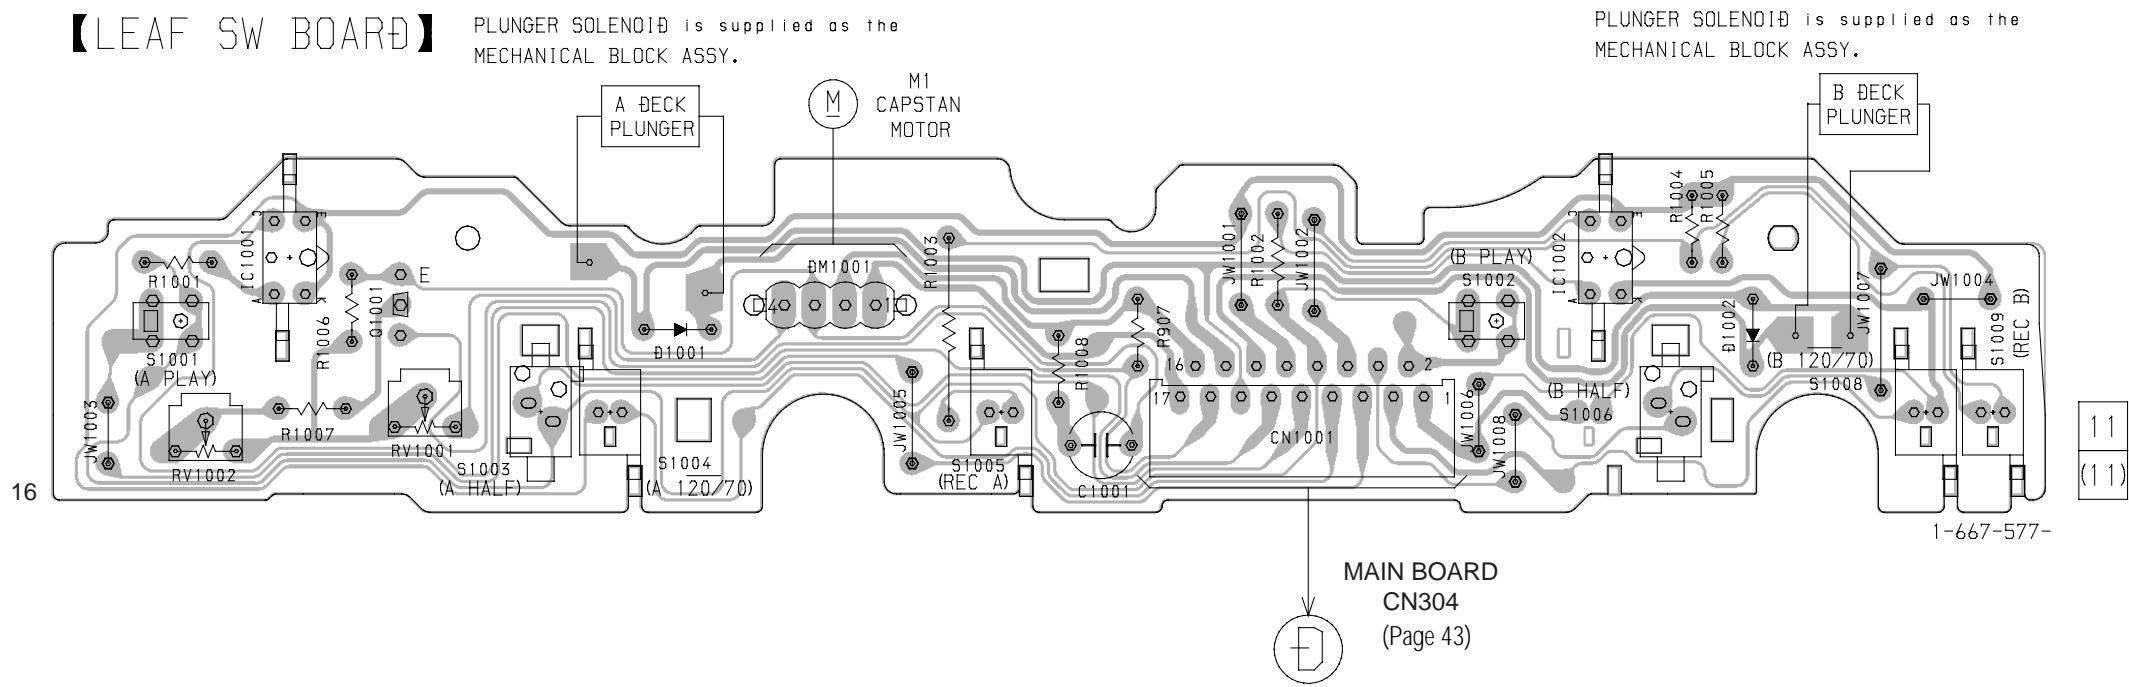 【LEAF SW BOARD】
PLUNGER SOLENOID is supplied as the
MECHANICAL BLOCK ASSY.
PLUNGER SOLENOID is supplied as the
MECHANICAL BLOCK ASSY.
A DECK
PLUNGER
M
M1
CAPSTAN
MOTOR
B DECK
PLUNGER
C
E
IC1001
A
K
R1001
S1001
(A PLAY)
JW1003
RV1002
R1006
R1007
Q1001
E
RV1001
S1003
(A HALF)
D1001
S1004
(A 120/70)
DM1001
4
1
R1003
JW1005
S1005
(REC A)
R1008
C1001
R907
JW1001
R1002
JW1002
16
2
17
1
CN1001
(B PLAY)
S1002
JW1006
JW1008
C
E
IC1002
A
K
(B HALF)
S1006
R1004
R1005
D1002
(B 120/70)
S1008
JW1007
JW1004
S1009
(REC B)
16
11
(11)
1-667-577-
MAIN BOARD
CN304
(Page 43)
D